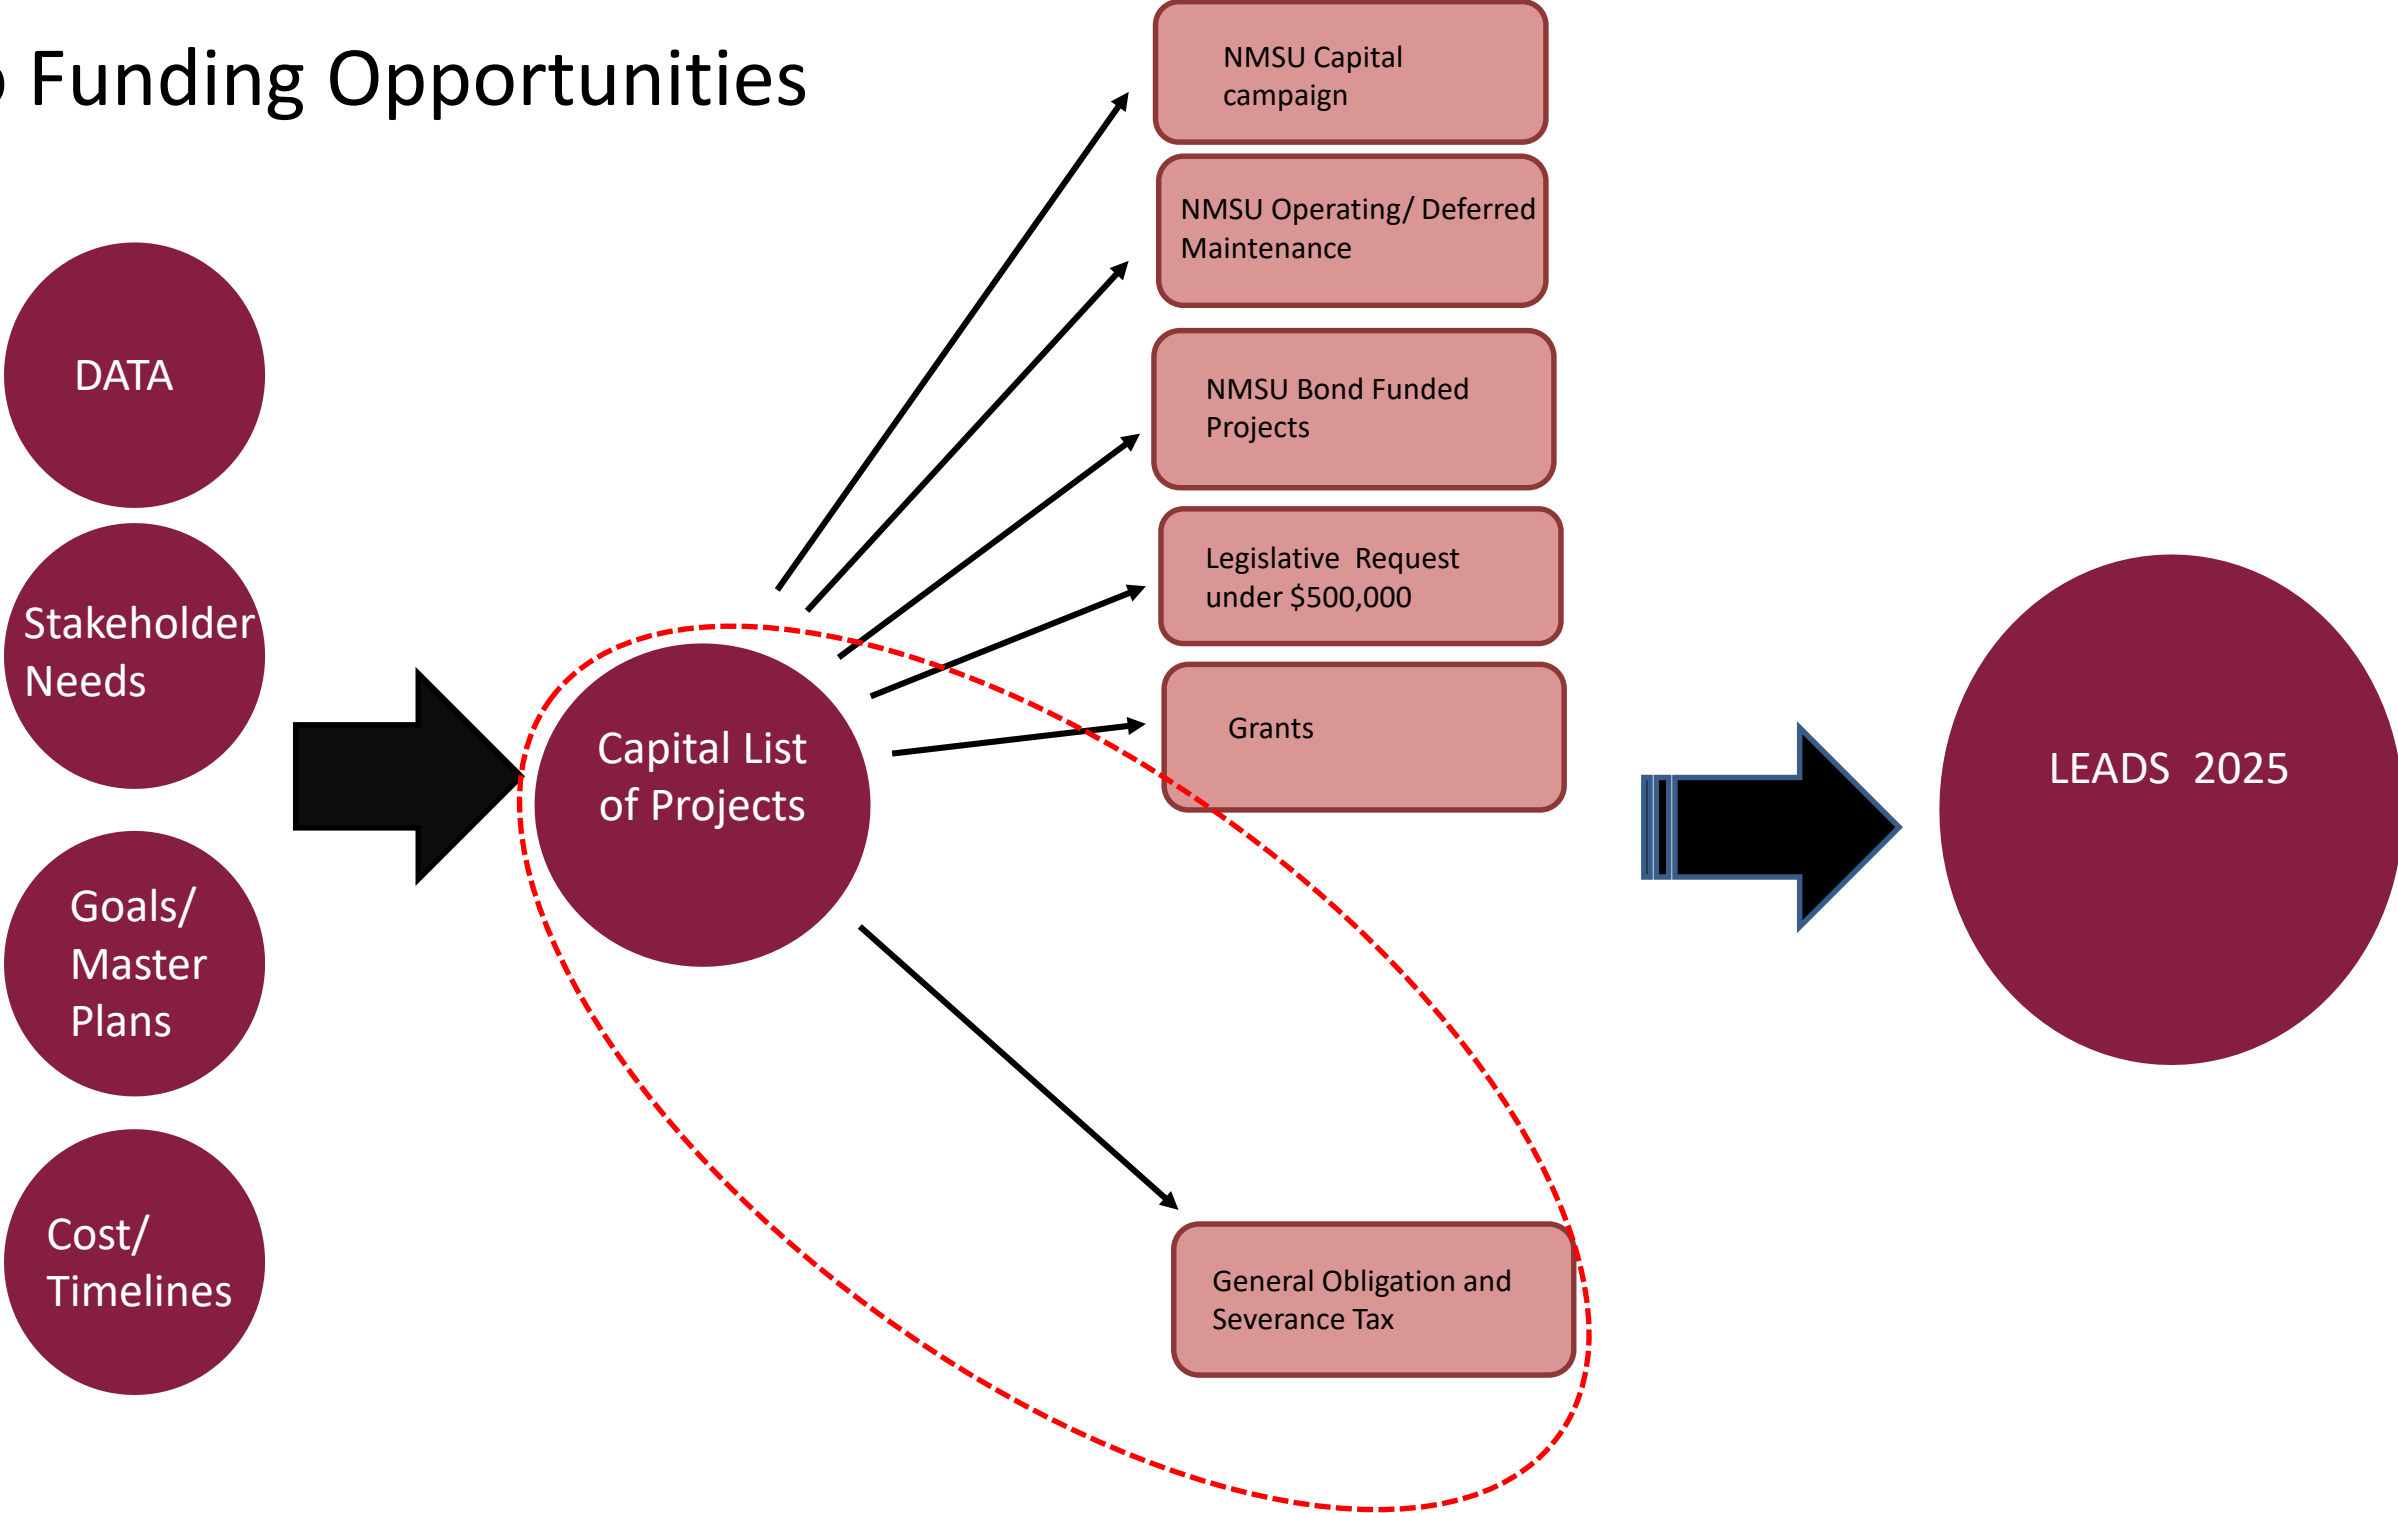 Funding Opportunities
DATA
Stakeholder
Needs
Goals/
Master
Plans
Cost/
Timelines
Capital List
of Projects
NMSU Capital
campaign
NMSU Operating/ Deferred
Maintenance
NMSU Bond Funded
Projects
Legislative  Request
under $500,000
Grants
General Obligation and
Severance Tax
LEADS  2025